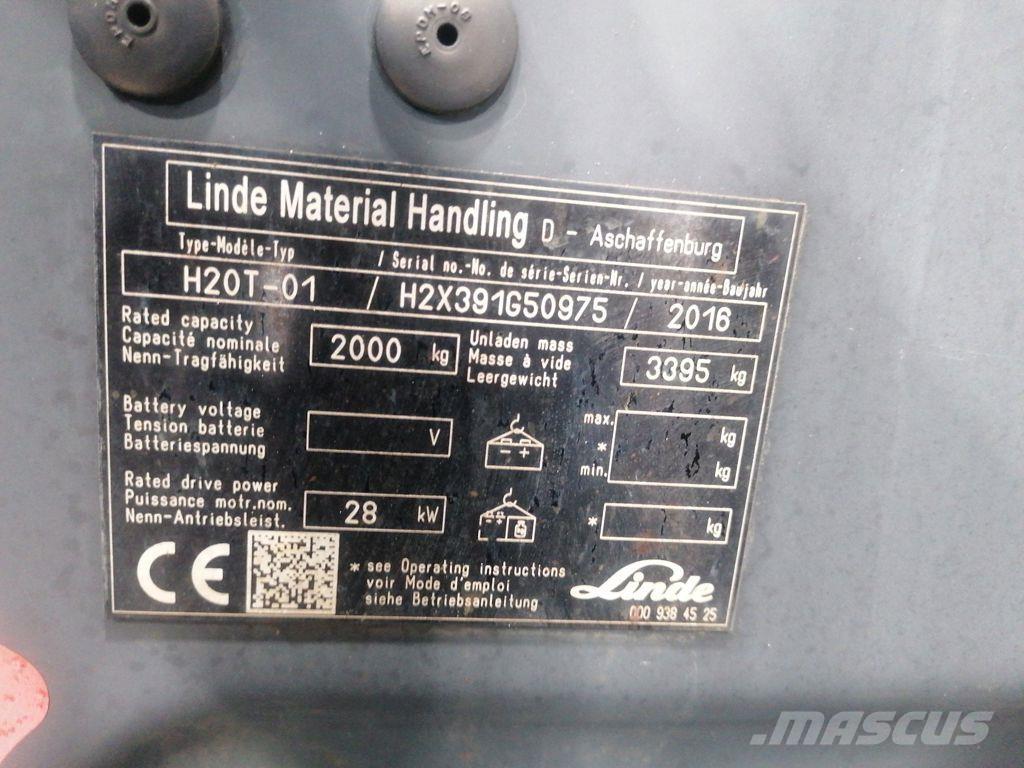 Linde Material Handling D - Aschaffenburg
Type-Modèle-Typ / Serial no.-No. de série-Serien-Nr. / year-année-Baujahr
H20T-01 / H2X391G50975 / 2016
Rated capacity
Capacité nominale
Nenn-Tragfähigkeit
2000 kg
Unladen mass
Masse à vide
Leergewicht
3395 kg
Battery voltage
Tension batterie
Batteriespannung
V
max. kg
*
min. kg
Rated drive power
Puissance motr.nom.
Nenn-Antriebsleist.
28 kW
* kg
CE
* see Operating instructions
voir Mode d'emploi
siehe Betriebsanleitung
Linde
000 938 45 25
MASCUS